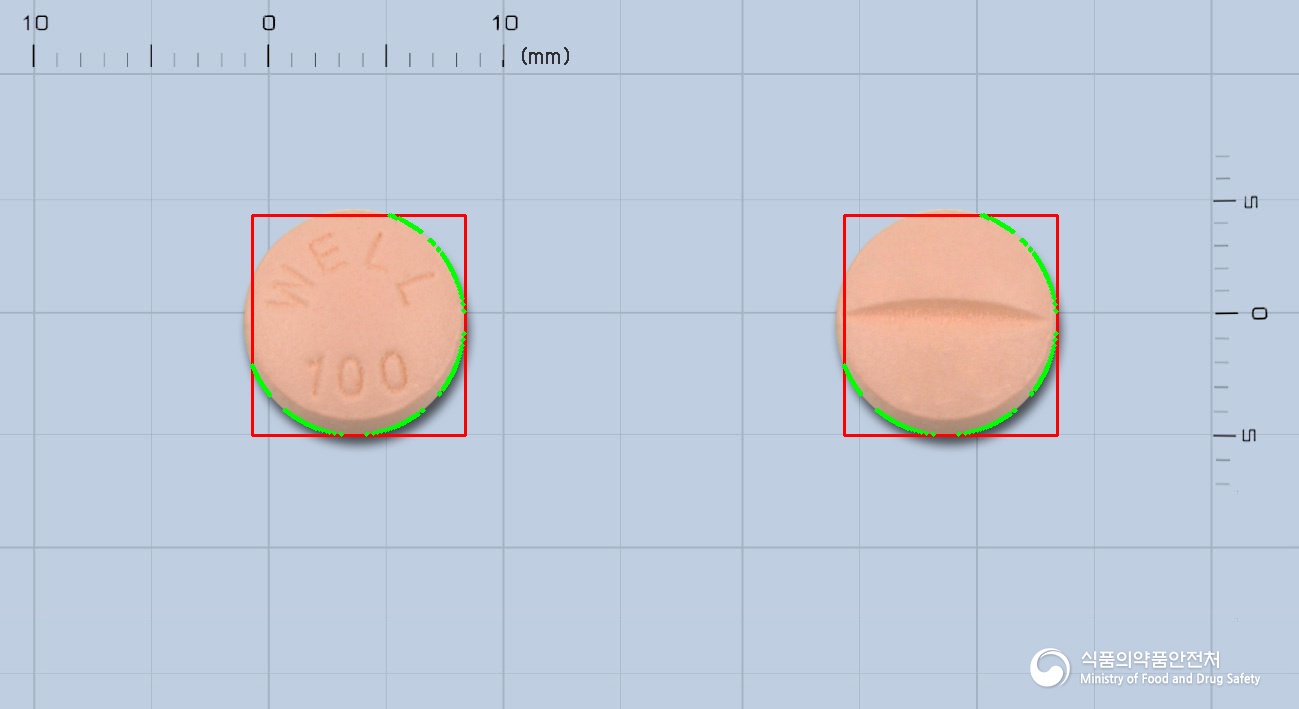 10 0 10
(mm)
WELL
100
5
0
5
식품의약품안전처
Ministry of Food and Drug Safety